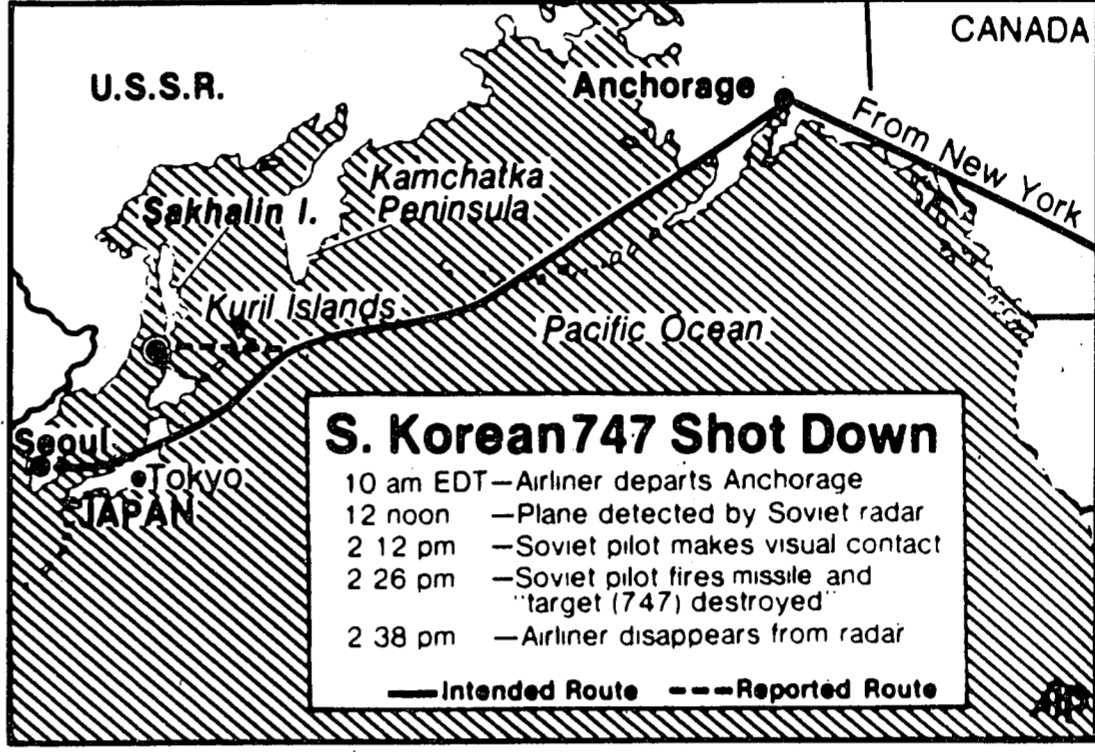 CANADA
U.S.S.R.
Anchorage
From New York
Kamchatka
Peninsula
Sakhalin I.
Kuril Islands
Pacific Ocean
Seoul
Tokyo
JAPAN
S. Korean 747 Shot Down
10 am EDT—Airliner departs Anchorage
12 noon —Plane detected by Soviet radar
2 12 pm —Soviet pilot makes visual contact
2 26 pm —Soviet pilot fires missile and
"target (747) destroyed"
2 38 pm —Airliner disappears from radar
Intended Route Reported Route
AP